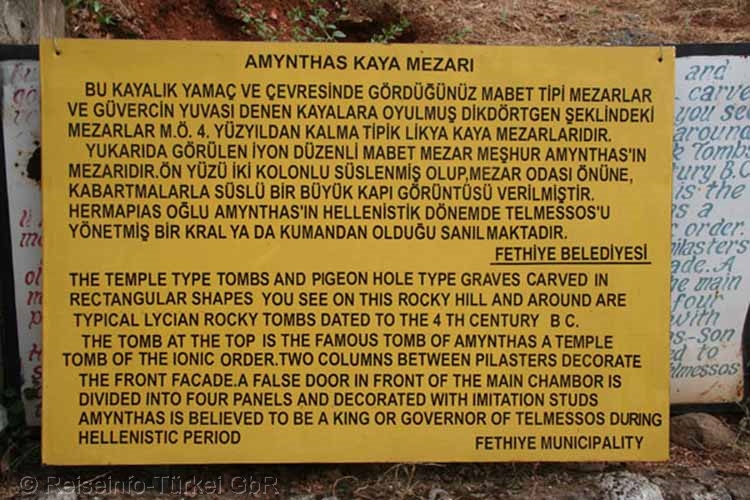 AMYNTHAS KAYA MEZARI
BU KAYALIK YAMAÇ VE ÇEVRESİNDE GÖRDÜĞÜNÜZ MABET TİPİ MEZARLAR
VE GÜVERCİN YUVASI DENEN KAYALARA OYULMUŞ DİKDÖRTGEN ŞEKLİNDEKİ
MEZARLAR M.Ö. 4. YÜZYILDAN KALMA TİPİK LİKYA KAYA MEZARLARIDIR.
YUKARIDA GÖRÜLEN İYON DÜZENLİ MABET MEZAR MEŞHUR AMYNTHAS'IN
MEZARIDIR.ÖN YÜZÜ İKİ KOLONLU SÜSLENMİŞ OLUP,MEZAR ODASI ÖNÜNE,
KABARTMALARLA SÜSLÜ BİR BÜYÜK KAPI GÖRÜNTÜSÜ VERİLMİŞTİR.
HERMAPIAS OĞLU AMYNTHAS'IN HELLENİSTİK DÖNEMDE TELMESSOS'U
YÖNETMİŞ BİR KRAL YA DA KUMANDAN OLDUĞU SANILMAKTADIR.
FETHİYE BELEDİYESİ
THE TEMPLE TYPE TOMBS AND PIGEON HOLE TYPE GRAVES CARVED IN
RECTANGULAR SHAPES YOU SEE ON THIS ROCKY HILL AND AROUND ARE
TYPICAL LYCIAN ROCKY TOMBS DATED TO THE 4 TH CENTURY B C.
THE TOMB AT THE TOP IS THE FAMOUS TOMB OF AMYNTHAS A TEMPLE
TOMB OF THE IONIC ORDER.TWO COLUMNS BETWEEN PILASTERS DECORATE
THE FRONT FACADE.A FALSE DOOR IN FRONT OF THE MAIN CHAMBOR IS
DIVIDED INTO FOUR PANELS AND DECORATED WITH IMITATION STUDS
AMYNTHAS IS BELIEVED TO BE A KING OR GOVERNOR OF TELMESSOS DURING
HELLENISTIC PERIOD
FETHIYE MUNICIPALITY
and
carve
you see
around
Tombs
B.C
is the
as a
order.
pilasters
ade. A
main
four
with
s-son
to
elmessos
© Reiseinfo-Türkei GbR